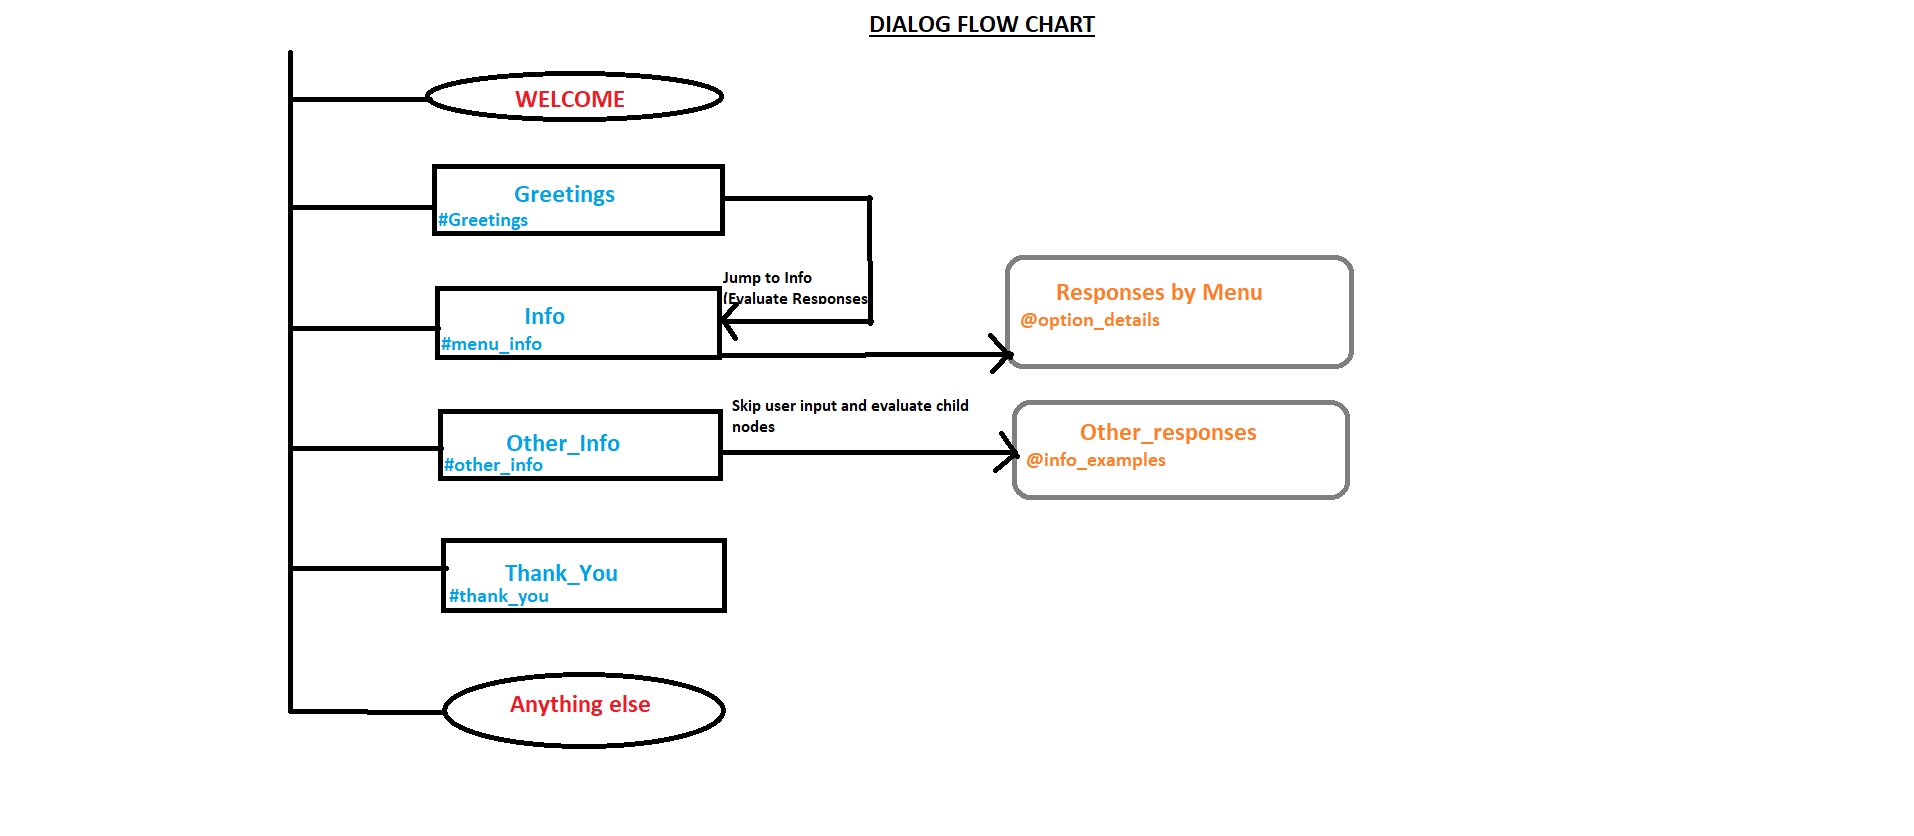 DIALOG FLOW CHART
WELCOME
Greetings
#Greetings
Jump to Info
(Evaluate Responses
Info
#menu_info
Responses by Menu
@option_details
Skip user input and evaluate child
nodes
Other_Info
#other_info
Other_responses
@info_examples
Thank_You
#thank_you
Anything else